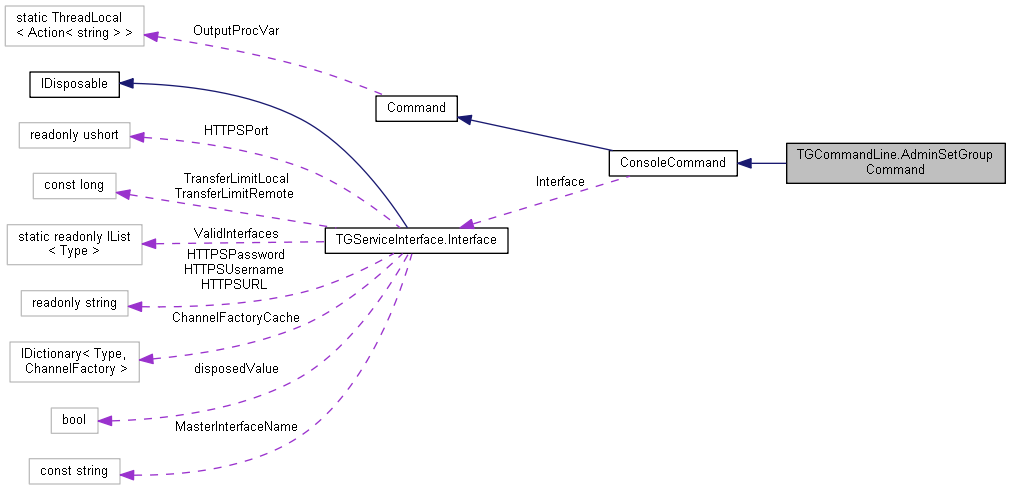 static ThreadLocal
< Action< string > >
OutputProcVar
IDisposable
Command
readonly ushort
HTTPSPort
ConsoleCommand
TGCommandLine.AdminSetGroup
Command
const long
TransferLimitLocal
TransferLimitRemote
Interface
static readonly IList
< Type >
ValidInterfaces
TGServiceInterface.Interface
HTTPSPassword
HTTPSUsername
HTTPSURL
readonly string
ChannelFactoryCache
IDictionary< Type,
ChannelFactory >
disposedValue
bool
MasterInterfaceName
const string